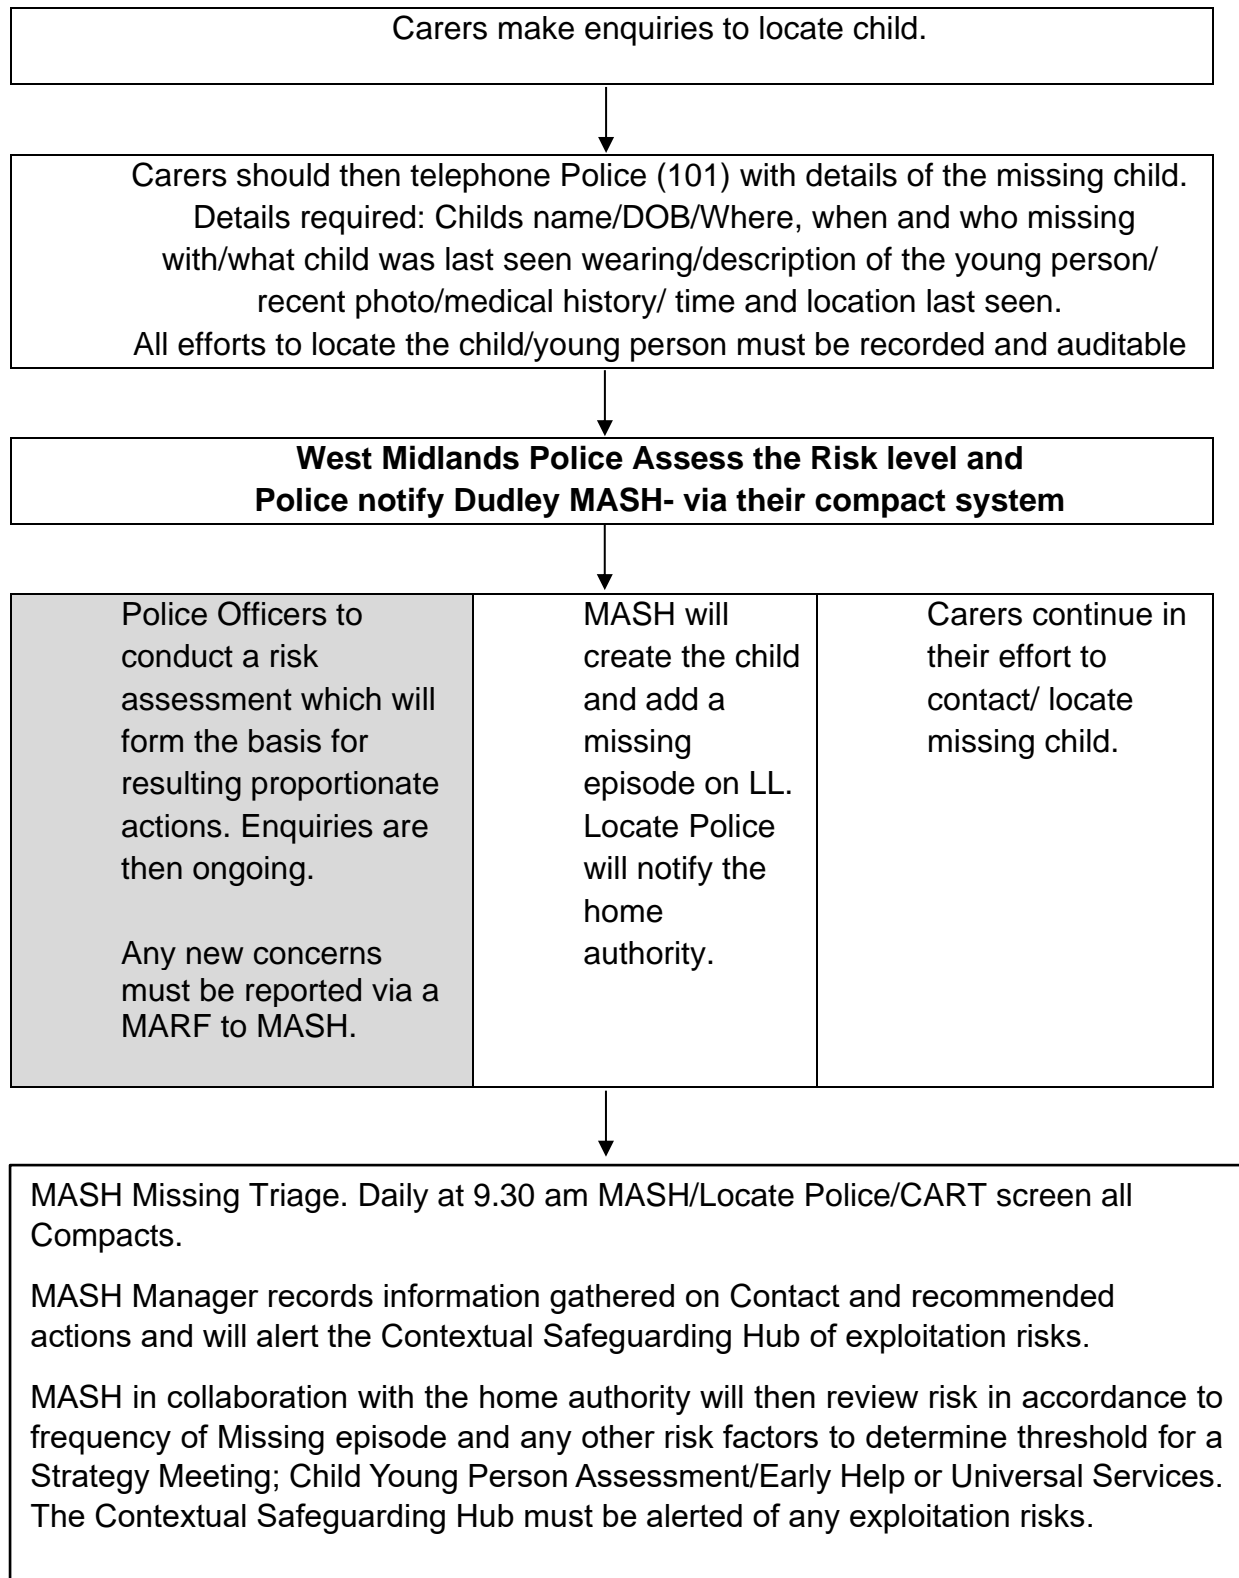 Carers make enquiries to locate child.
Carers should then telephone Police (101) with details of the missing child.
Details required: Childs name/DOB/Where, when and who missing
with/what child was last seen wearing/description of the young person/
recent photo/medical history/ time and location last seen.
All efforts to locate the child/young person must be recorded and auditable
West Midlands Police Assess the Risk level and
Police notify Dudley MASH- via their compact system
Police Officers to
conduct a risk
assessment which will
form the basis for
resulting proportionate
actions. Enquiries are
then ongoing.
Any new concerns
must be reported via a
MARF to MASH.
MASH will
create the child
and add a
missing
episode on LL.
Locate Police
will notify the
home
authority.
Carers continue in
their effort to
contact/ locate
missing child.
MASH Missing Triage. Daily at 9.30 am MASH/Locate Police/CART screen all
Compacts.
MASH Manager records information gathered on Contact and recommended
actions and will alert the Contextual Safeguarding Hub of exploitation risks.
MASH in collaboration with the home authority will then review risk in accordance to
frequency of Missing episode and any other risk factors to determine threshold for a
Strategy Meeting; Child Young Person Assessment/Early Help or Universal Services.
The Contextual Safeguarding Hub must be alerted of any exploitation risks.